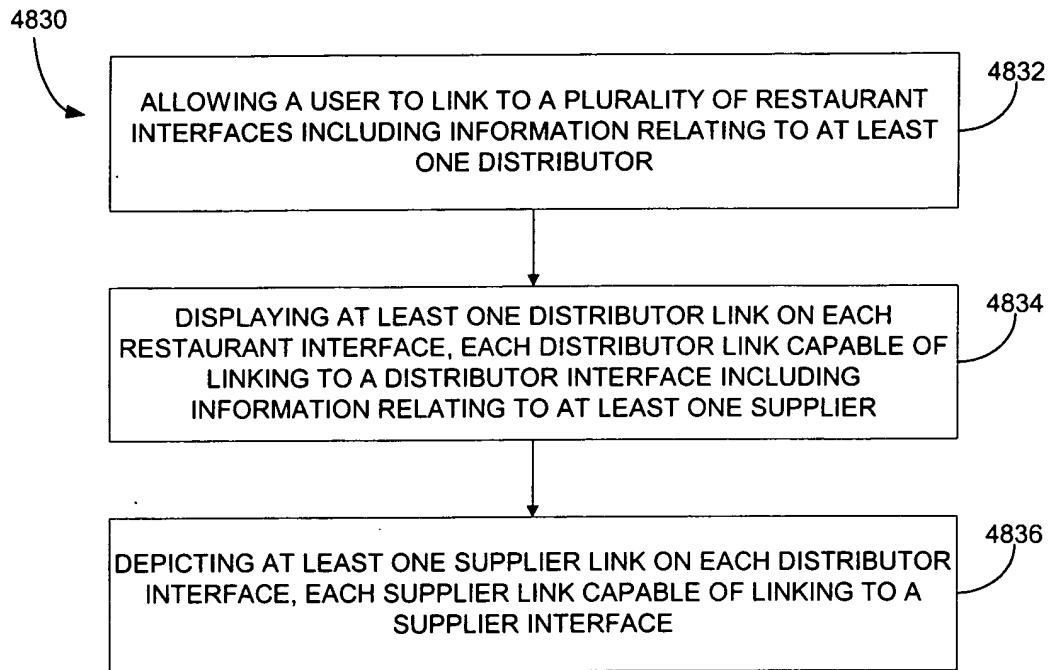 4830
4832
ALLOWING A USER TO LINK TO A PLURALITY OF RESTAURANT
INTERFACES INCLUDING INFORMATION RELATING TO AT LEAST
ONE DISTRIBUTOR
4834
DISPLAYING AT LEAST ONE DISTRIBUTOR LINK ON EACH
RESTAURANT INTERFACE, EACH DISTRIBUTOR LINK CAPABLE OF
LINKING TO A DISTRIBUTOR INTERFACE INCLUDING
INFORMATION RELATING TO AT LEAST ONE SUPPLIER
4836
DEPICTING AT LEAST ONE SUPPLIER LINK ON EACH DISTRIBUTOR
INTERFACE, EACH SUPPLIER LINK CAPABLE OF LINKING TO A
SUPPLIER INTERFACE